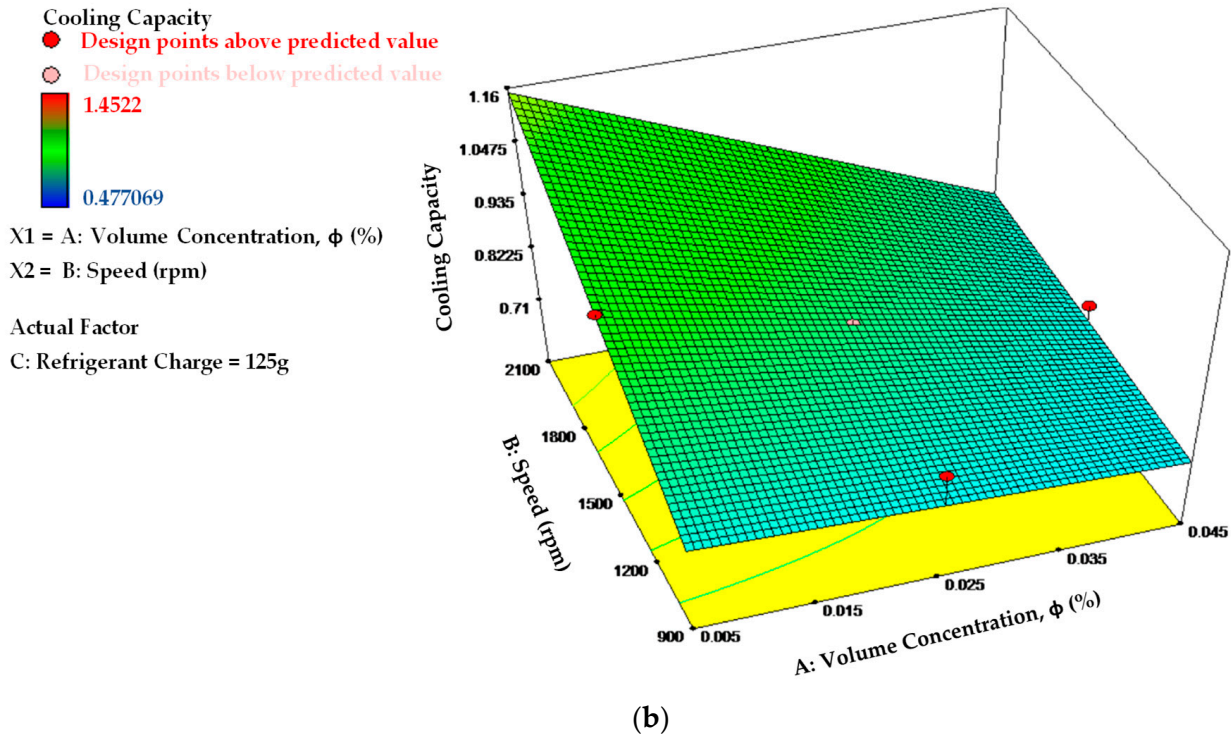 Cooling Capacity
Design points above predicted value
Design points below predicted value
1.4522
0.477069
X1 = A: Volume Concentration, ϕ (%)
X2 = B: Speed (rpm)
Actual Factor
C: Refrigerant Charge = 125g
Cooling Capacity
1.16
1.0475
0.935
0.8225
0.71
B: Speed (rpm)
2100
1800
1500
1200
900
0.005
0.015
0.025
0.035
0.045
A: Volume Concentration, ϕ (%)
(b)